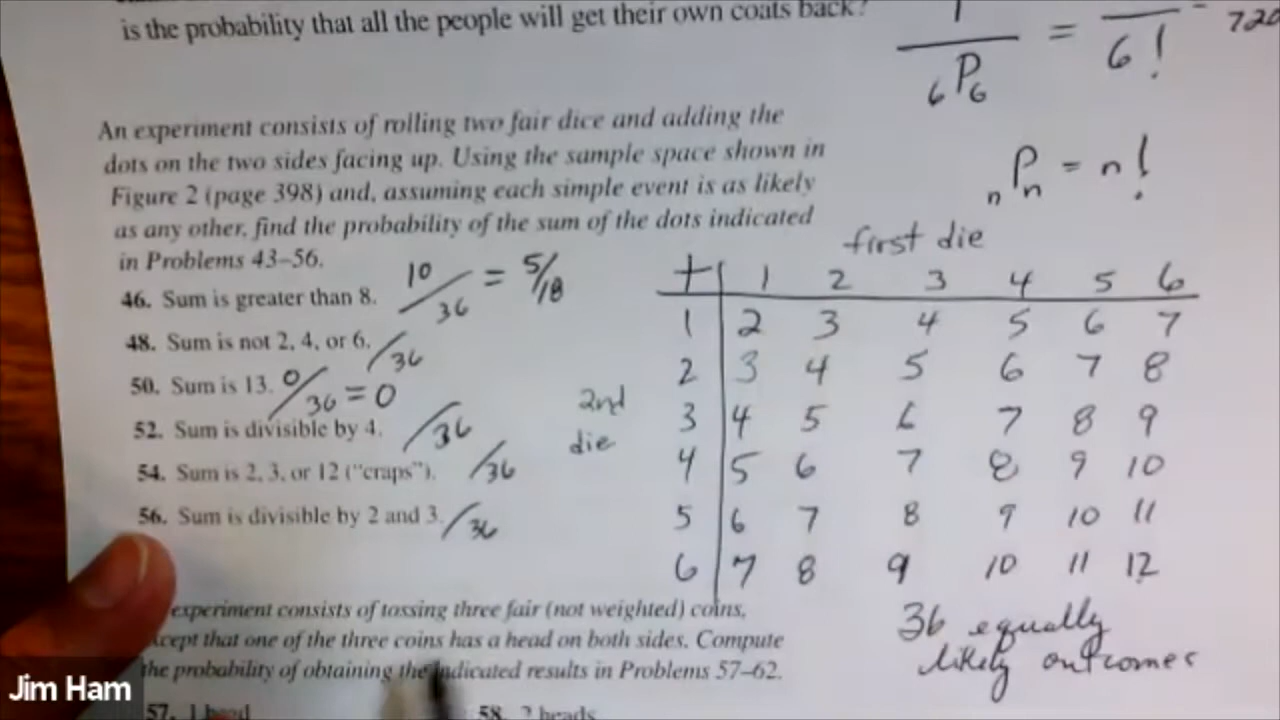 is the probability that all the people will get their own coats back?
1 / 6P6 = / 6! - 720
An experiment consists of rolling two fair dice and adding the
dots on the two sides facing up. Using the sample space shown in
Figure 2 (page 398) and, assuming each simple event is as likely
as any other, find the probability of the sum of the dots indicated
in Problems 43–56.
nPn = n!
46. Sum is greater than 8. 10/36 = 5/18
48. Sum is not 2, 4, or 6. /36
50. Sum is 13. 0/36 = 0
52. Sum is divisible by 4. /36
54. Sum is 2, 3, or 12 ("craps"). /36
56. Sum is divisible by 2 and 3. /36
first die
+ 1 2 3 4 5 6
1 2 3 4 5 6 7
2 3 4 5 6 7 8
2nd
die
3 4 5 6 7 8 9
4 5 6 7 8 9 10
5 6 7 8 9 10 11
6 7 8 9 10 11 12
36 equally
likely outcomes
experiment consists of tossing three fair (not weighted) coins,
cept that one of the three coins has a head on both sides. Compute
the probability of obtaining the indicated results in Problems 57–62.
57. 1 head
58. 2 heads
Jim Ham